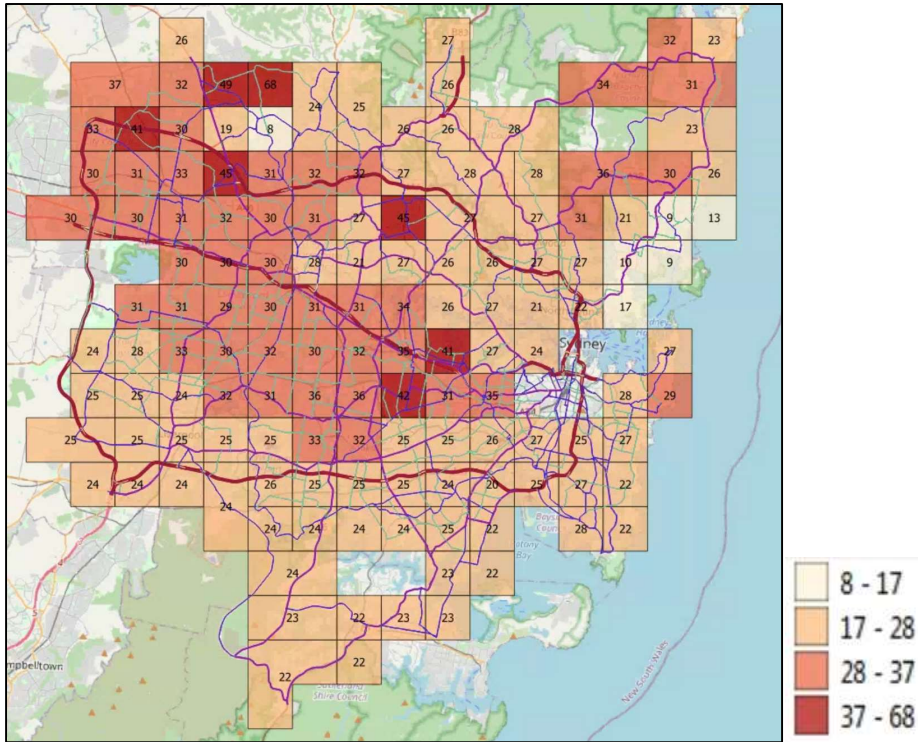 26 27 32 23
37 32 49 68 24 25 26 34 31
33 41 30 19 8 26 26 28 23
30 31 33 45 31 32 32 27 28 28 36 30 26
30 30 31 32 30 31 27 45 27 27 31 21 9 13
30 30 30 28 21 27 26 26 27 27 10 9
31 31 29 30 31 31 34 26 27 21 22 17
Sydney
24 28 33 30 32 30 32 35 41 27 24 27
25 25 24 32 31 36 36 42 31 35 28 29
25 25 25 25 25 33 32 25 25 26 27 25 27
24 24 24 24 26 25 25 25 24 20 25 27 22
24 24 24 24 25 22 28 22
24 23 22
23 22 23 23
22 22
mpbelltown
Shire Council
New South Wales
8 - 17
17 - 28
28 - 37
37 - 68